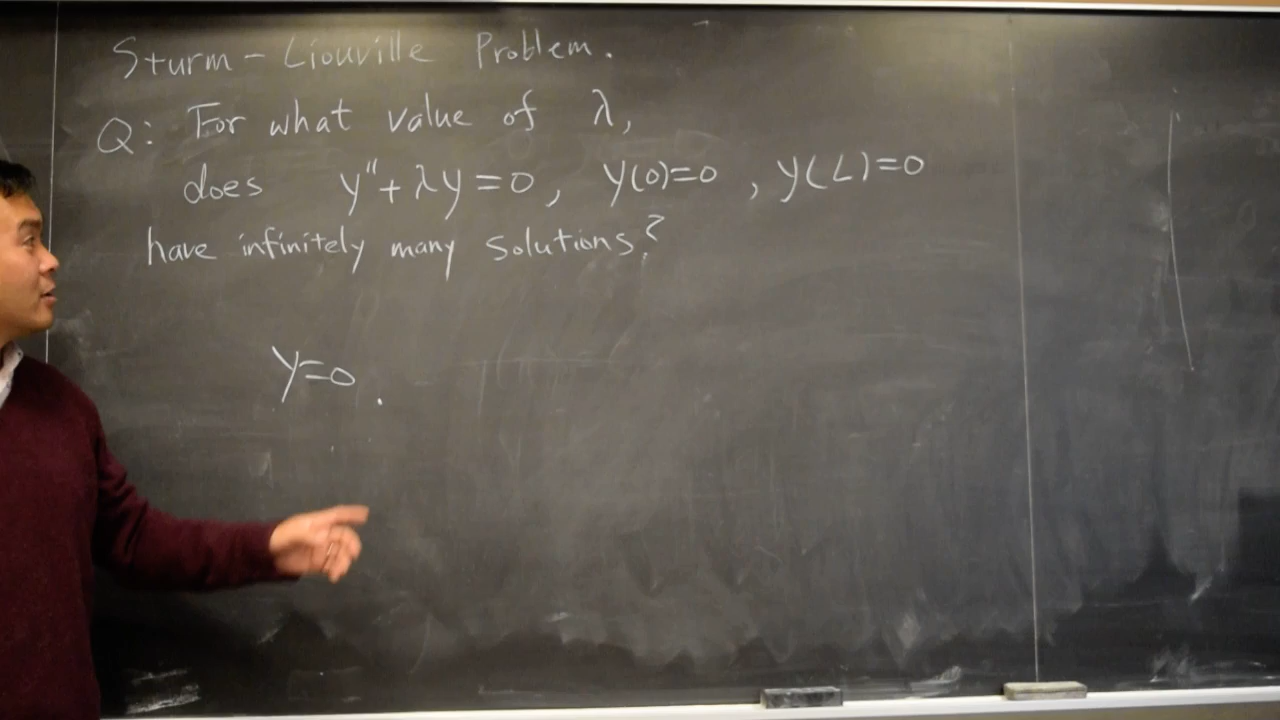 Sturm - Liouville Problem.
Q: For what value of λ,
does y" + λy = 0, y(0)=0, y(L)=0
have infinitely many solutions?
y=0.